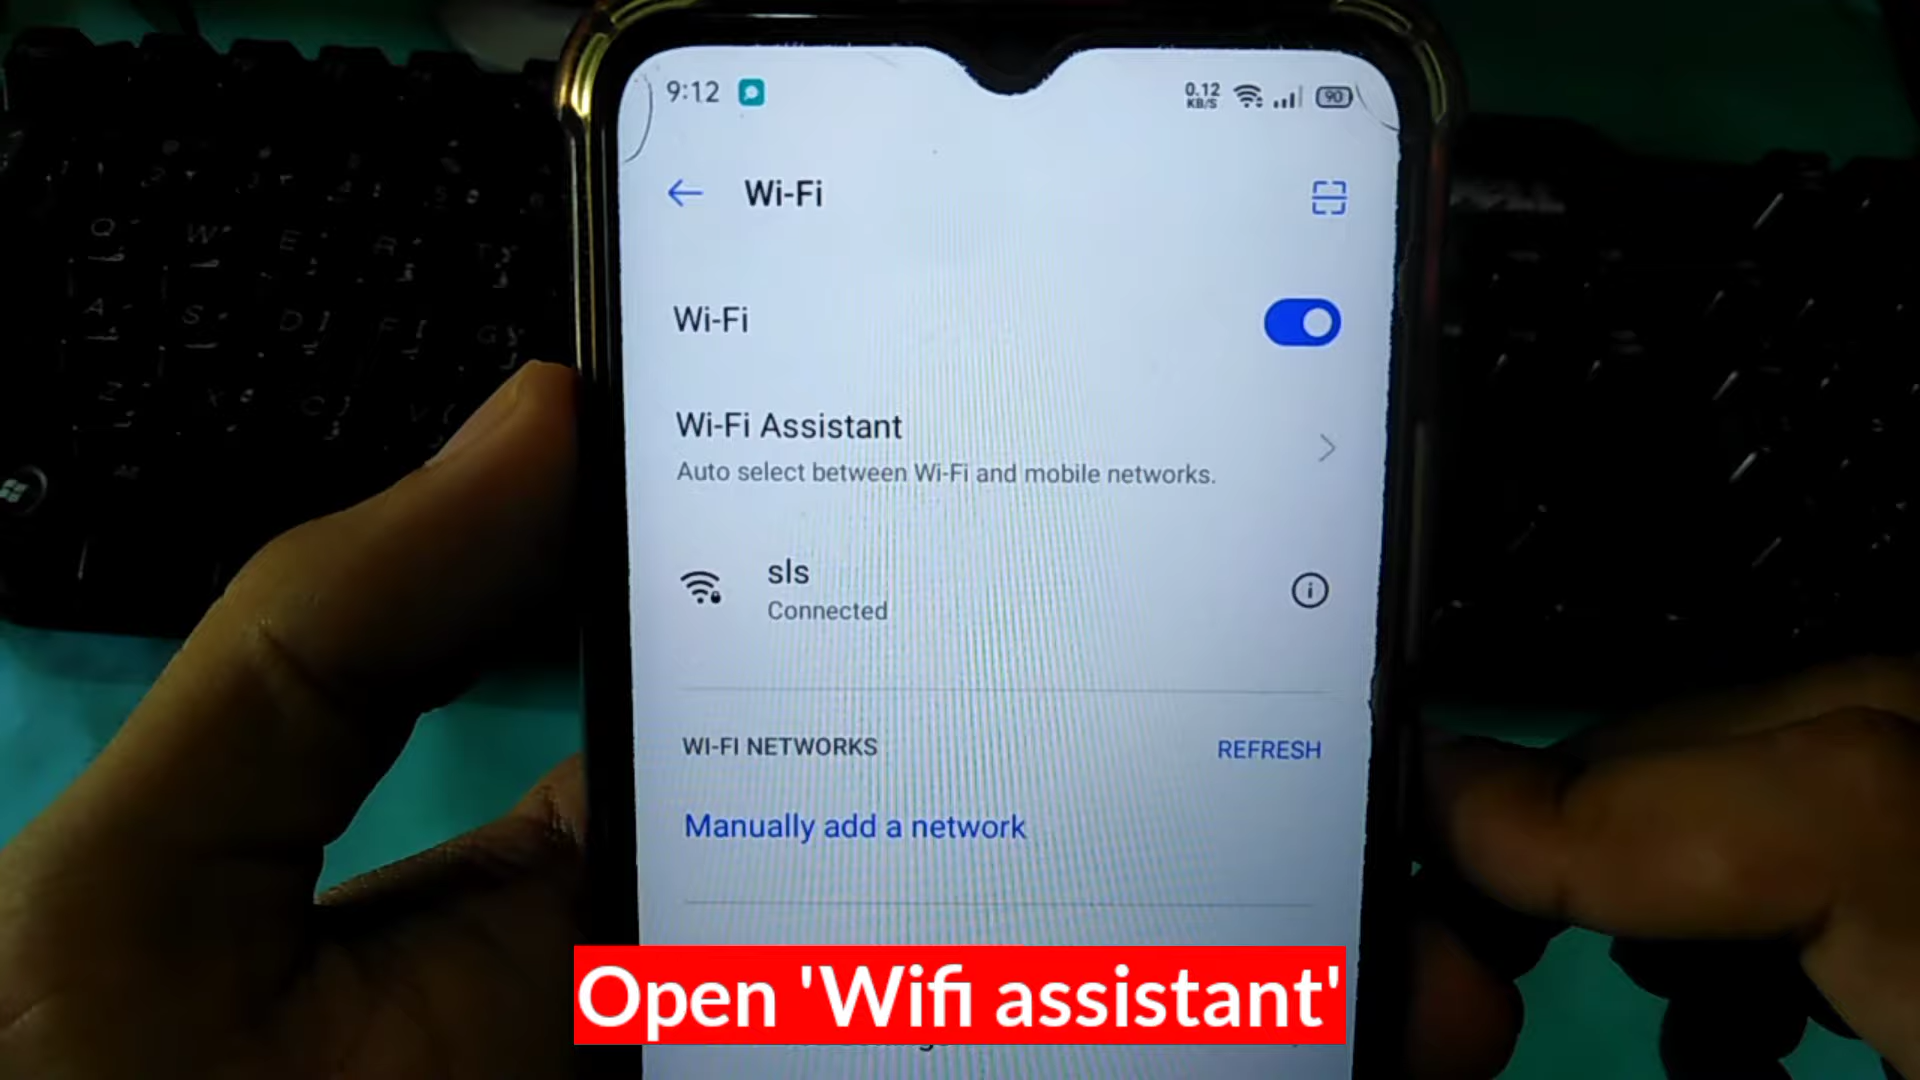 9:12
0.12
KB/S
90
Wi-Fi
Wi-Fi
Wi-Fi Assistant
Auto select between Wi-Fi and mobile networks.
sls
Connected
WI-FI NETWORKS
REFRESH
Manually add a network
Open 'Wifi assistant'
Q
W
E
R
T
A
S
D
F
G
Z
X
C
V
Alt